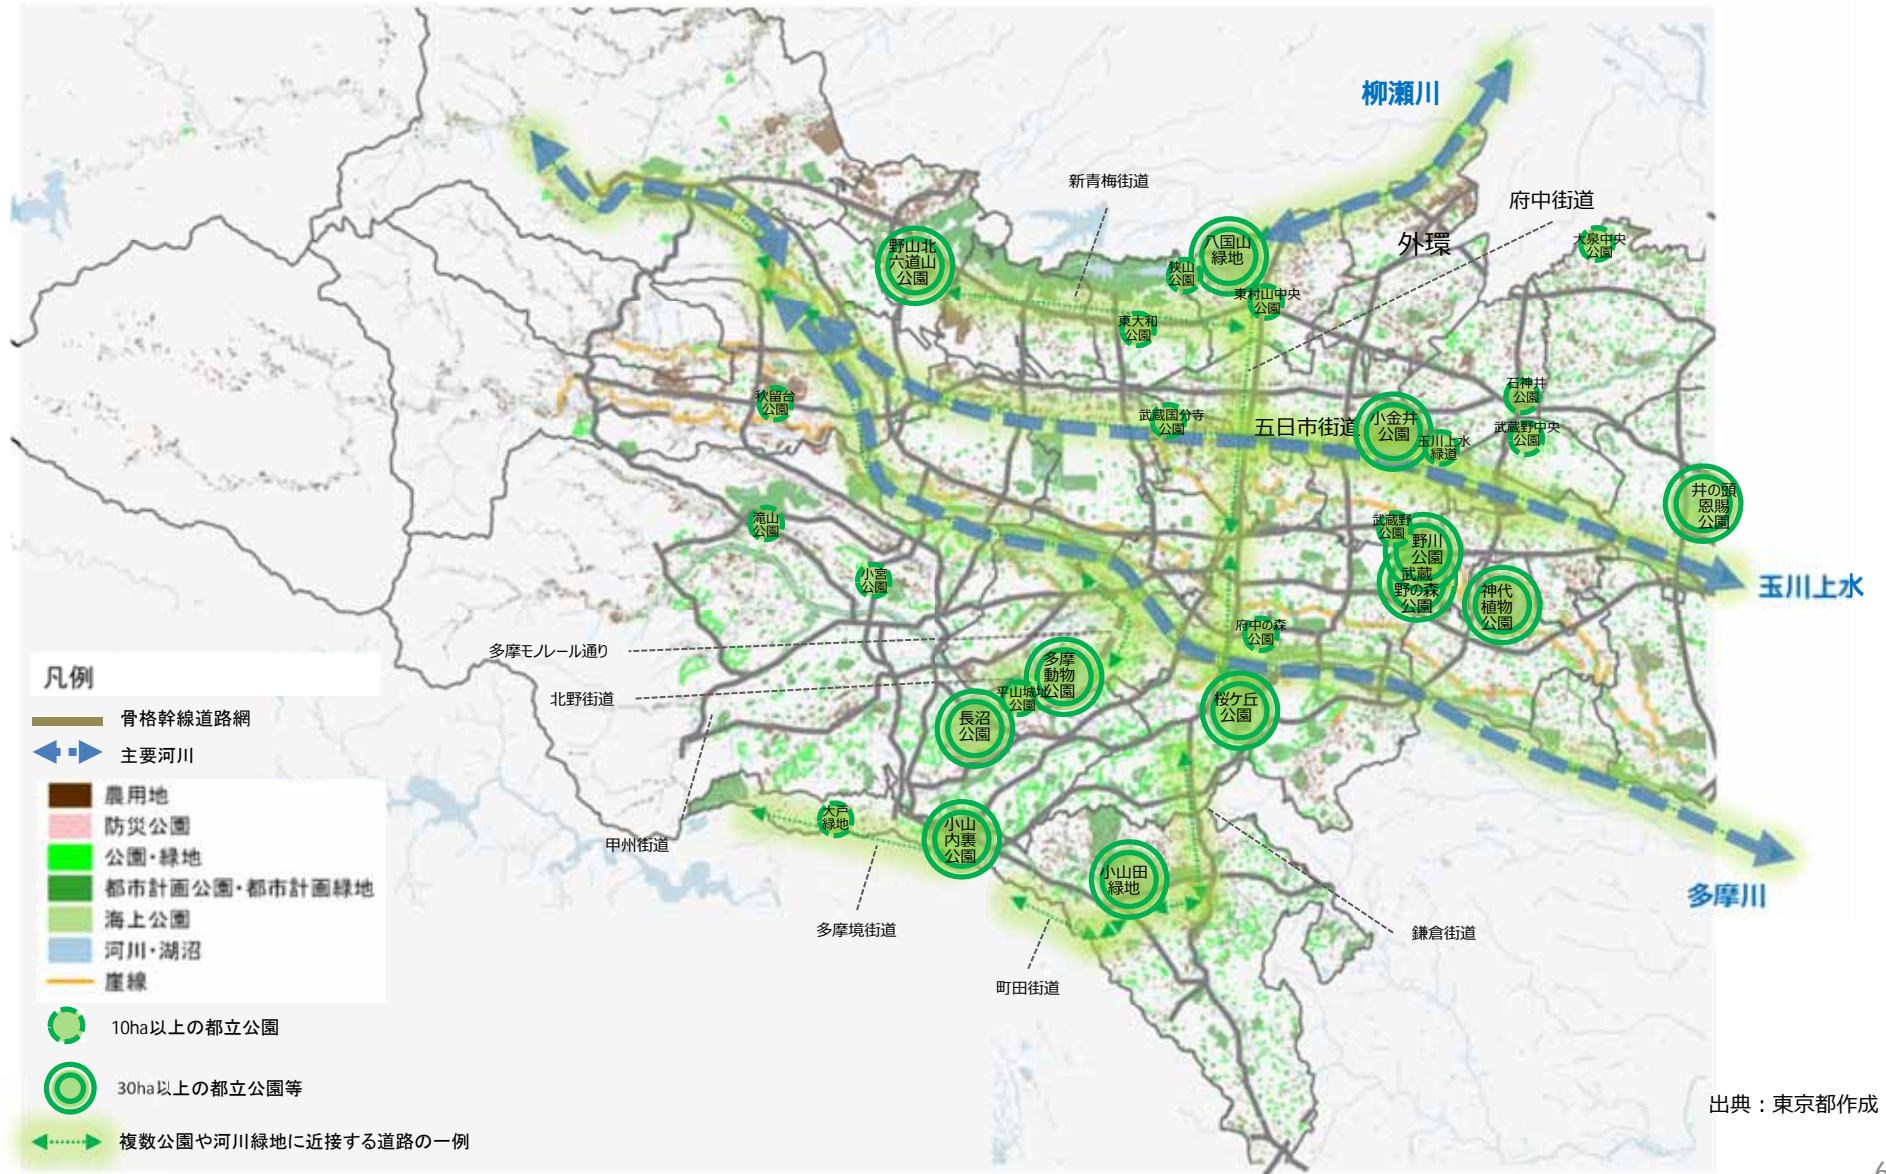 柳瀬川
新青梅街道
府中街道
外環
大泉中央
公園
野山北
六道山
公園
八国山
緑地
狭山
公園
東村山中央
公園
東大和
公園
秋留台
公園
武蔵国分寺
公園
五日市街道
小金井
公園
玉川上水
緑道
石神井
公園
武蔵野中央
公園
井の頭
恩賜
公園
滝山
公園
小宮
公園
武蔵野
公園
野川
公園
武蔵
野の森
公園
神代
植物
公園
玉川上水
府中の森
公園
多摩モノレール通り
北野街道
多摩
動物
公園
平山城址
公園
長沼
公園
桜ケ丘
公園
甲州街道
大戸
緑地
小山
内裏
公園
小山田
緑地
多摩川
多摩境街道
町田街道
鎌倉街道
凡例
骨格幹線道路網
主要河川
農用地
防災公園
公園・緑地
都市計画公園・都市計画緑地
海上公園
河川・湖沼
崖線
10ha以上の都立公園
30ha以上の都立公園等
複数公園や河川緑地に近接する道路の一例
出典：東京都作成
6